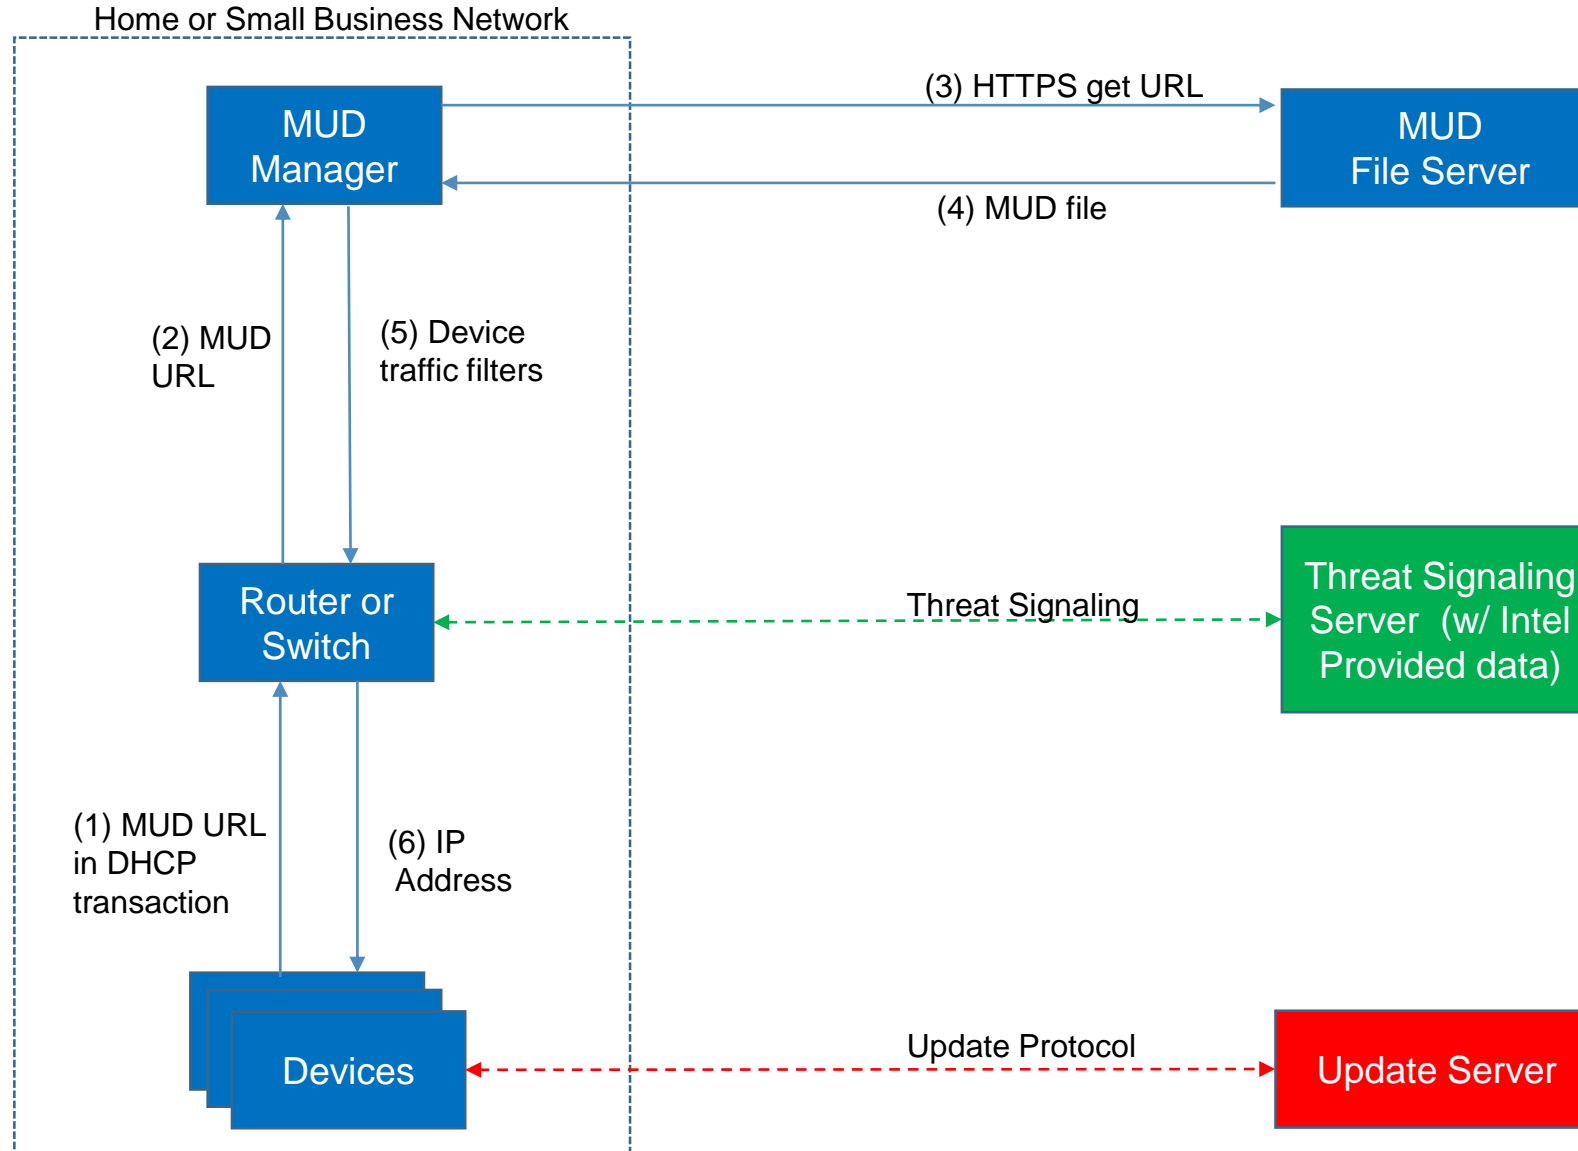 Home or Small Business Network
MUD
Manager
(3) HTTPS get URL
MUD
File Server
(4) MUD file
(2) MUD
URL
(5) Device
traffic filters
Router or
Switch
Threat Signaling
Threat Signaling
Server (w/ Intel
Provided data)
(1) MUD URL
in DHCP
transaction
(6) IP
Address
Devices
Update Protocol
Update Server